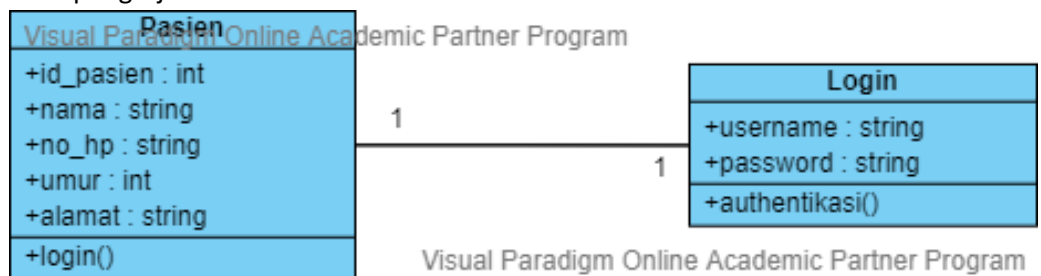 Pasien
Visual Paradigm Online Academic Partner Program
+id_pasien : int
+nama : string
+no_hp : string
+umur : int
+alamat : string
+login()
1
1
Login
+username : string
+password : string
+authentikasi()
Visual Paradigm Online Academic Partner Program